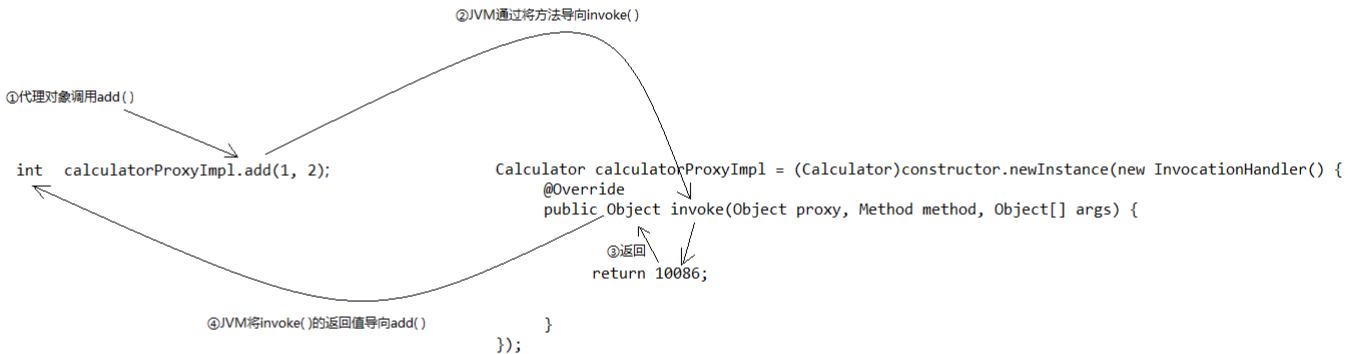 ②JVM通过将方法导向invoke( )
①代理对象调用add( )
int  calculatorProxyImpl.add(1, 2);
Calculator calculatorProxyImpl = (Calculator)constructor.newInstance(new InvocationHandler() {
@Override
public Object invoke(Object proxy, Method method, Object[] args) {
③返回
return 10086;
④JVM将invoke( )的返回值导向add( )
}
});